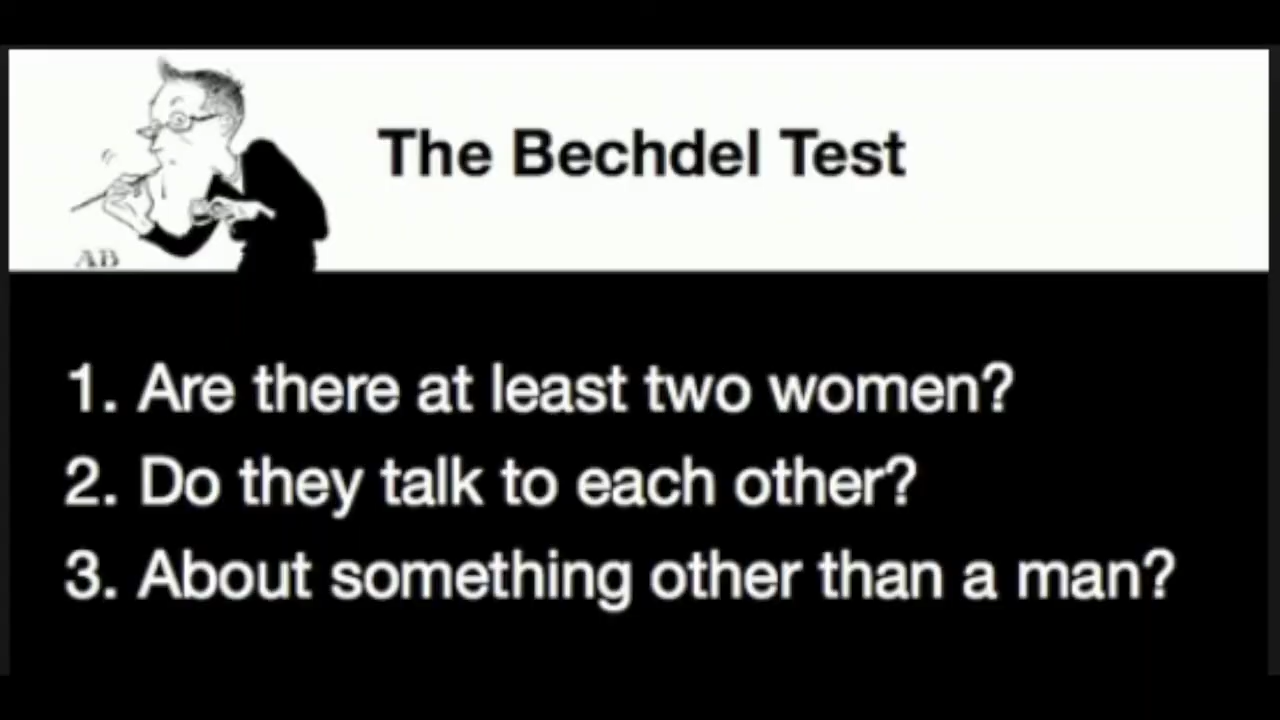 The Bechdel Test
AB
1. Are there at least two women?
2. Do they talk to each other?
3. About something other than a man?